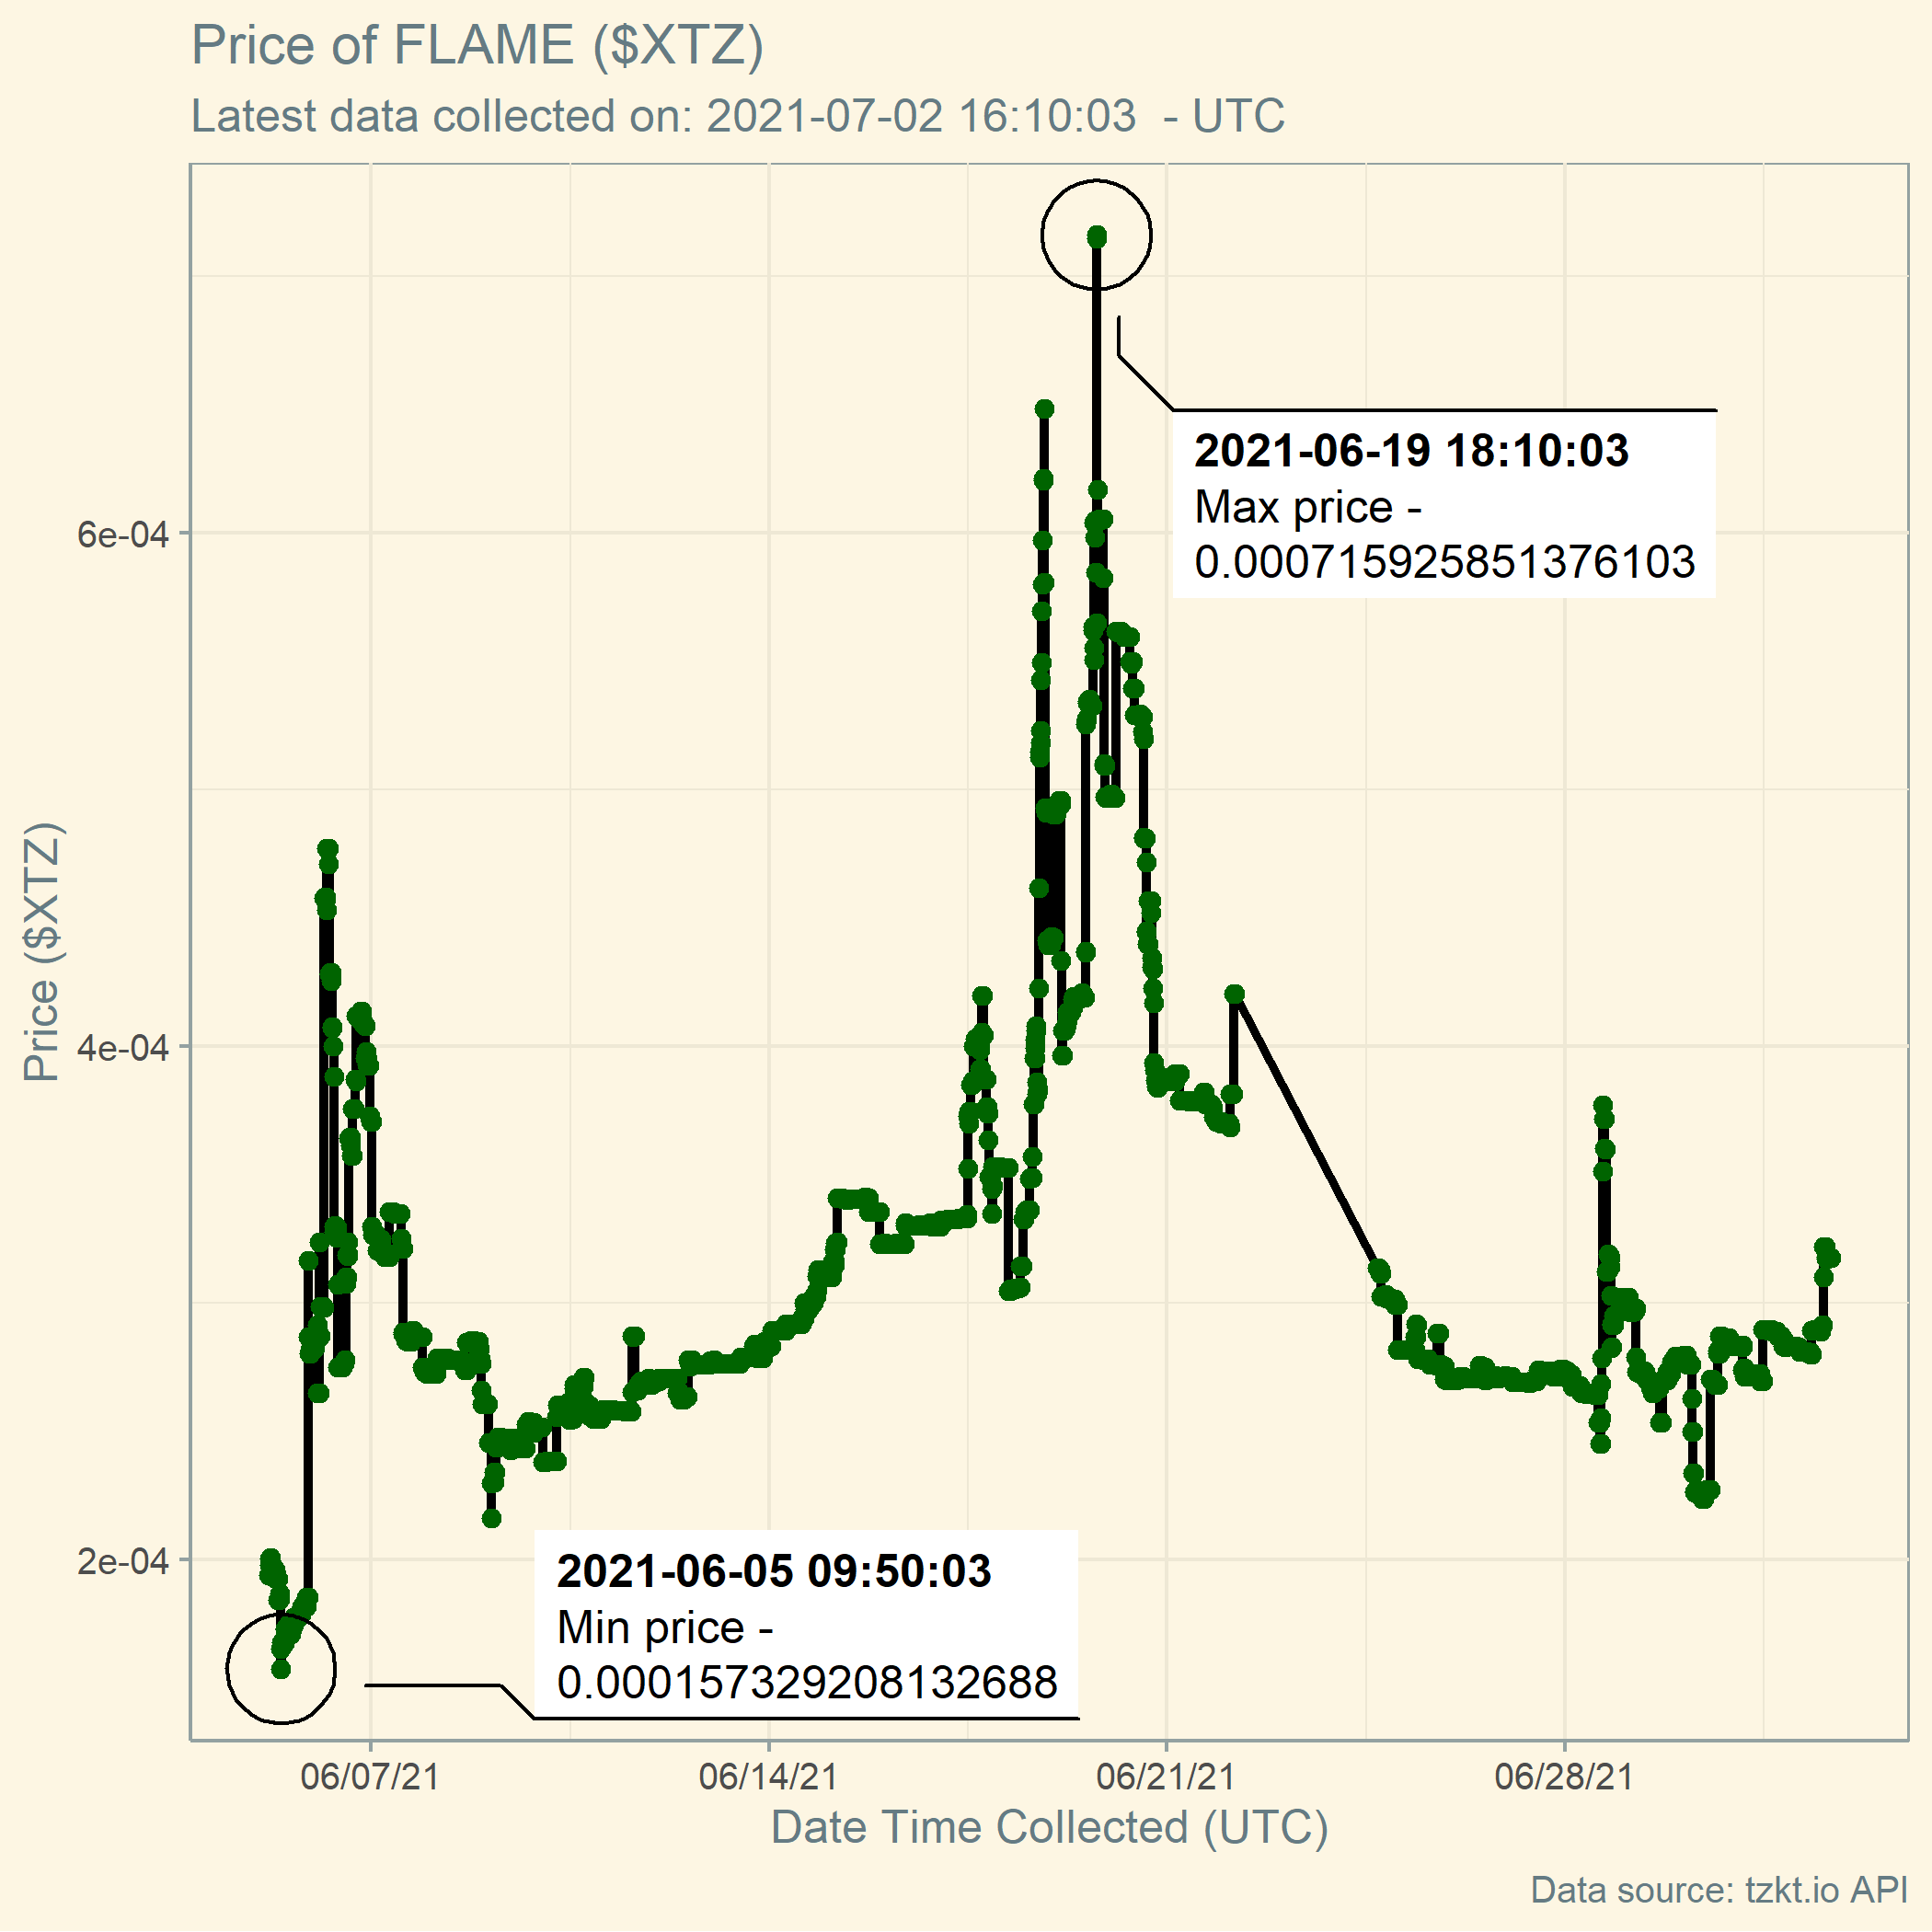 Price of FLAME ($XTZ)
Latest data collected on: 2021-07-02 16:10:03  - UTC
2021-06-19 18:10:03
Max price -
0.000715925851376103
6e-04
Price ($XTZ)
4e-04
2e-04
2021-06-05 09:50:03
Min price -
0.000157329208132688
06/07/21
06/14/21
06/21/21
06/28/21
Date Time Collected (UTC)
Data source: tzkt.io API